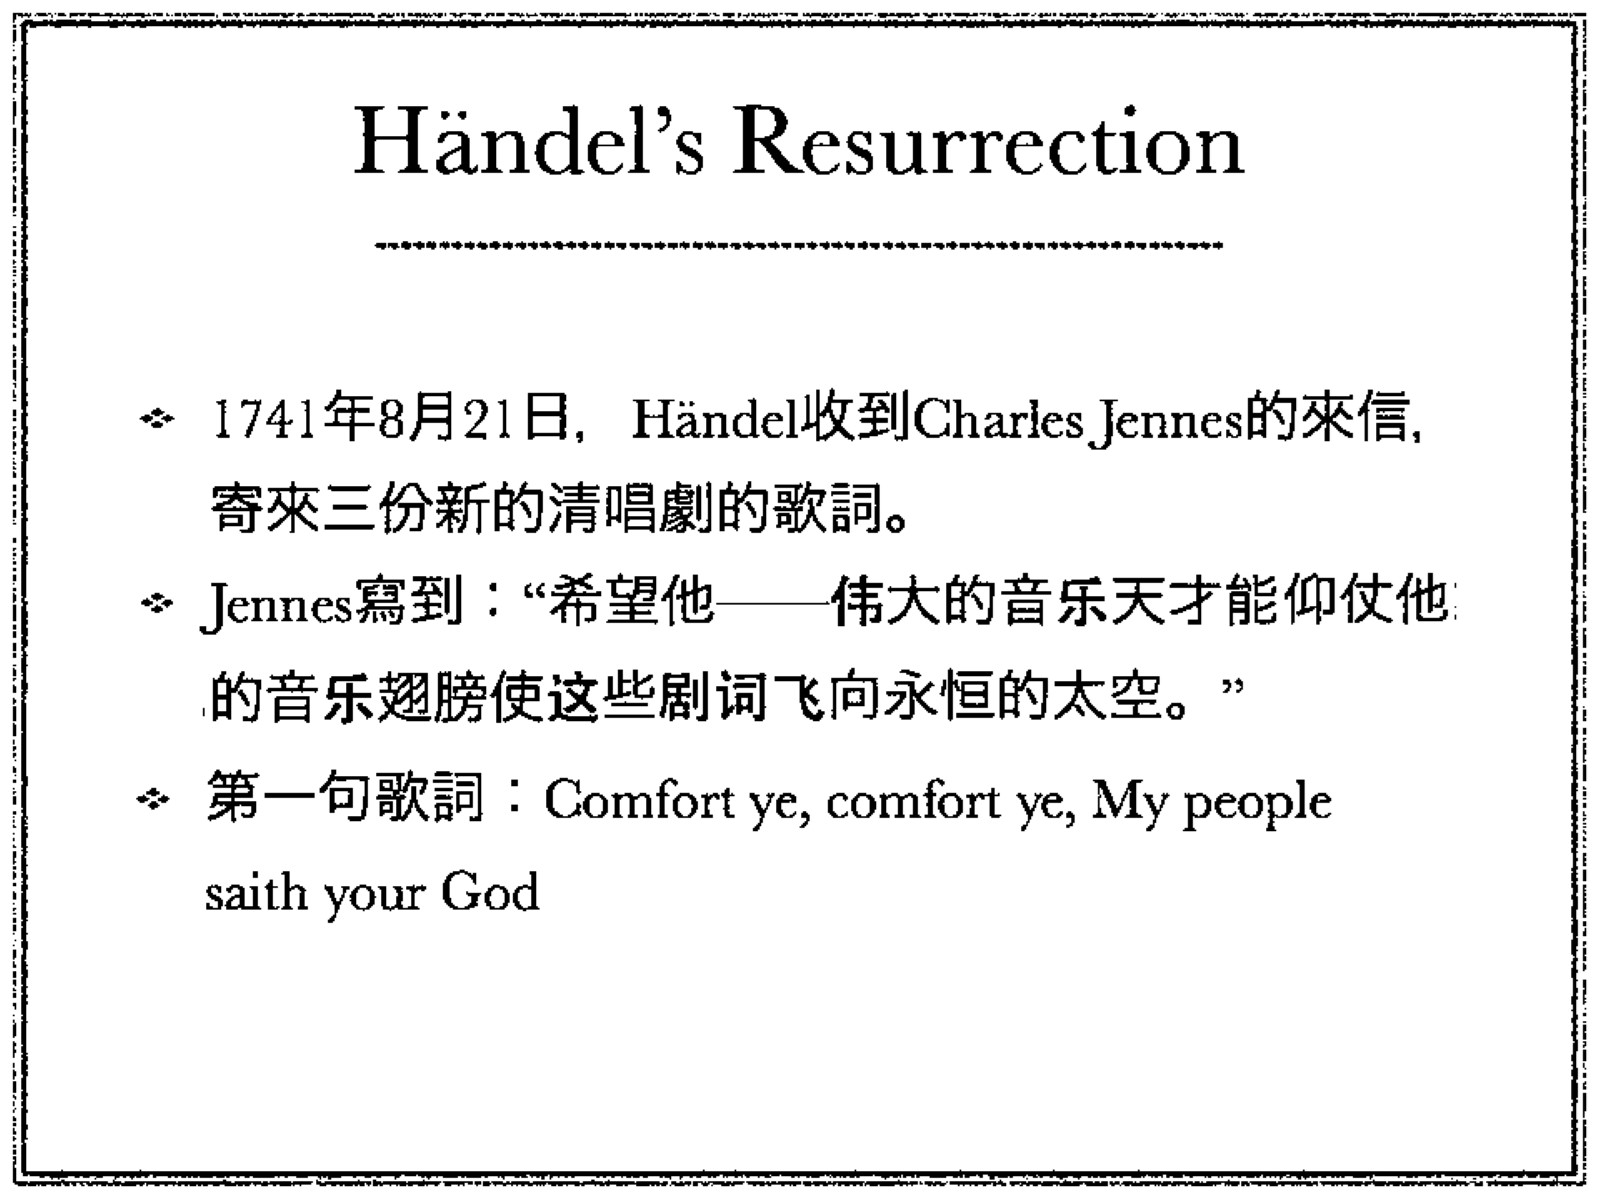 Händel’s Resurrection
1741年8月21日，Händel收到Charles Jennes的來信，
寄來三份新的清唱劇的歌詞。
Jennes寫到：“希望他——伟大的音乐天才能仰仗他
的音乐翅膀使这些剧词飞向永恒的太空。”
第一句歌詞：Comfort ye, comfort ye, My people
saith your God